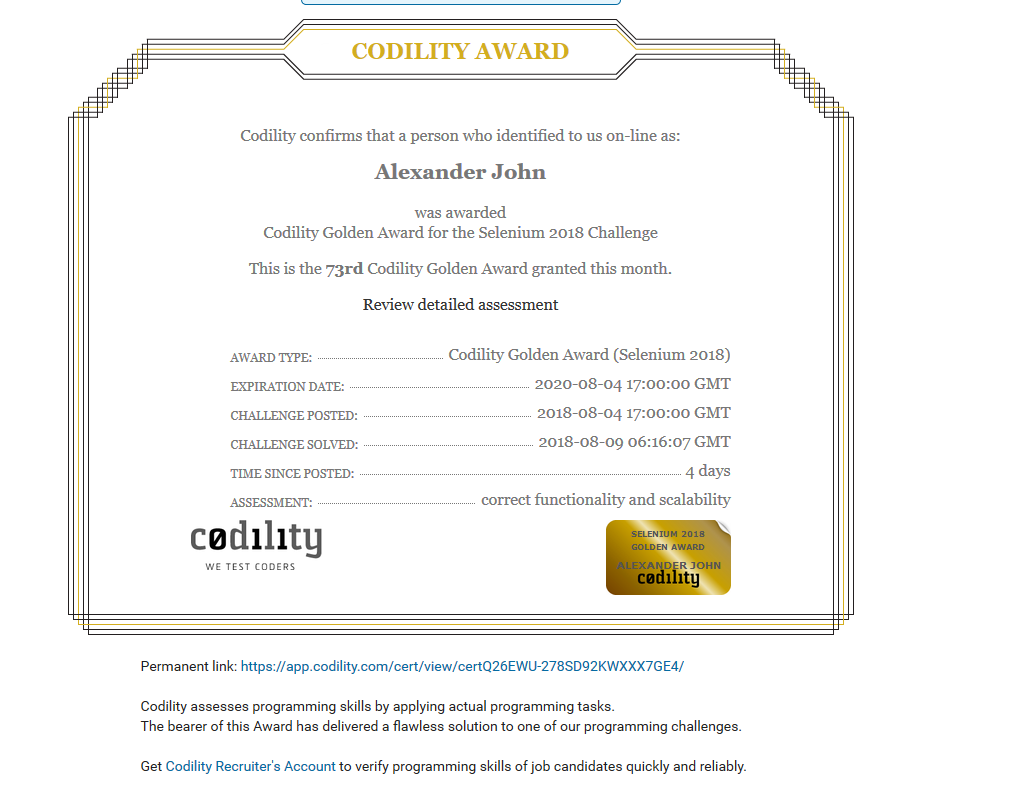 CODILITY AWARD
Codility confirms that a person who identified to us on-line as:
Alexander John
was awarded
Codility Golden Award for the Selenium 2018 Challenge
This is the 73rd Codility Golden Award granted this month.
Review detailed assessment
AWARD TYPE: Codility Golden Award (Selenium 2018)
EXPIRATION DATE: 2020-08-04 17:00:00 GMT
CHALLENGE POSTED: 2018-08-04 17:00:00 GMT
CHALLENGE SOLVED: 2018-08-09 06:16:07 GMT
TIME SINCE POSTED: 4 days
ASSESSMENT: correct functionality and scalability
cødılıty
WE TEST CODERS
SELENIUM 2018
GOLDEN AWARD
ALEXANDER JOHN
cødılıty
Permanent link: https://app.codility.com/cert/view/certQ26EWU-278SD92KWXXX7GE4/
Codility assesses programming skills by applying actual programming tasks.
The bearer of this Award has delivered a flawless solution to one of our programming challenges.
Get Codility Recruiter's Account to verify programming skills of job candidates quickly and reliably.